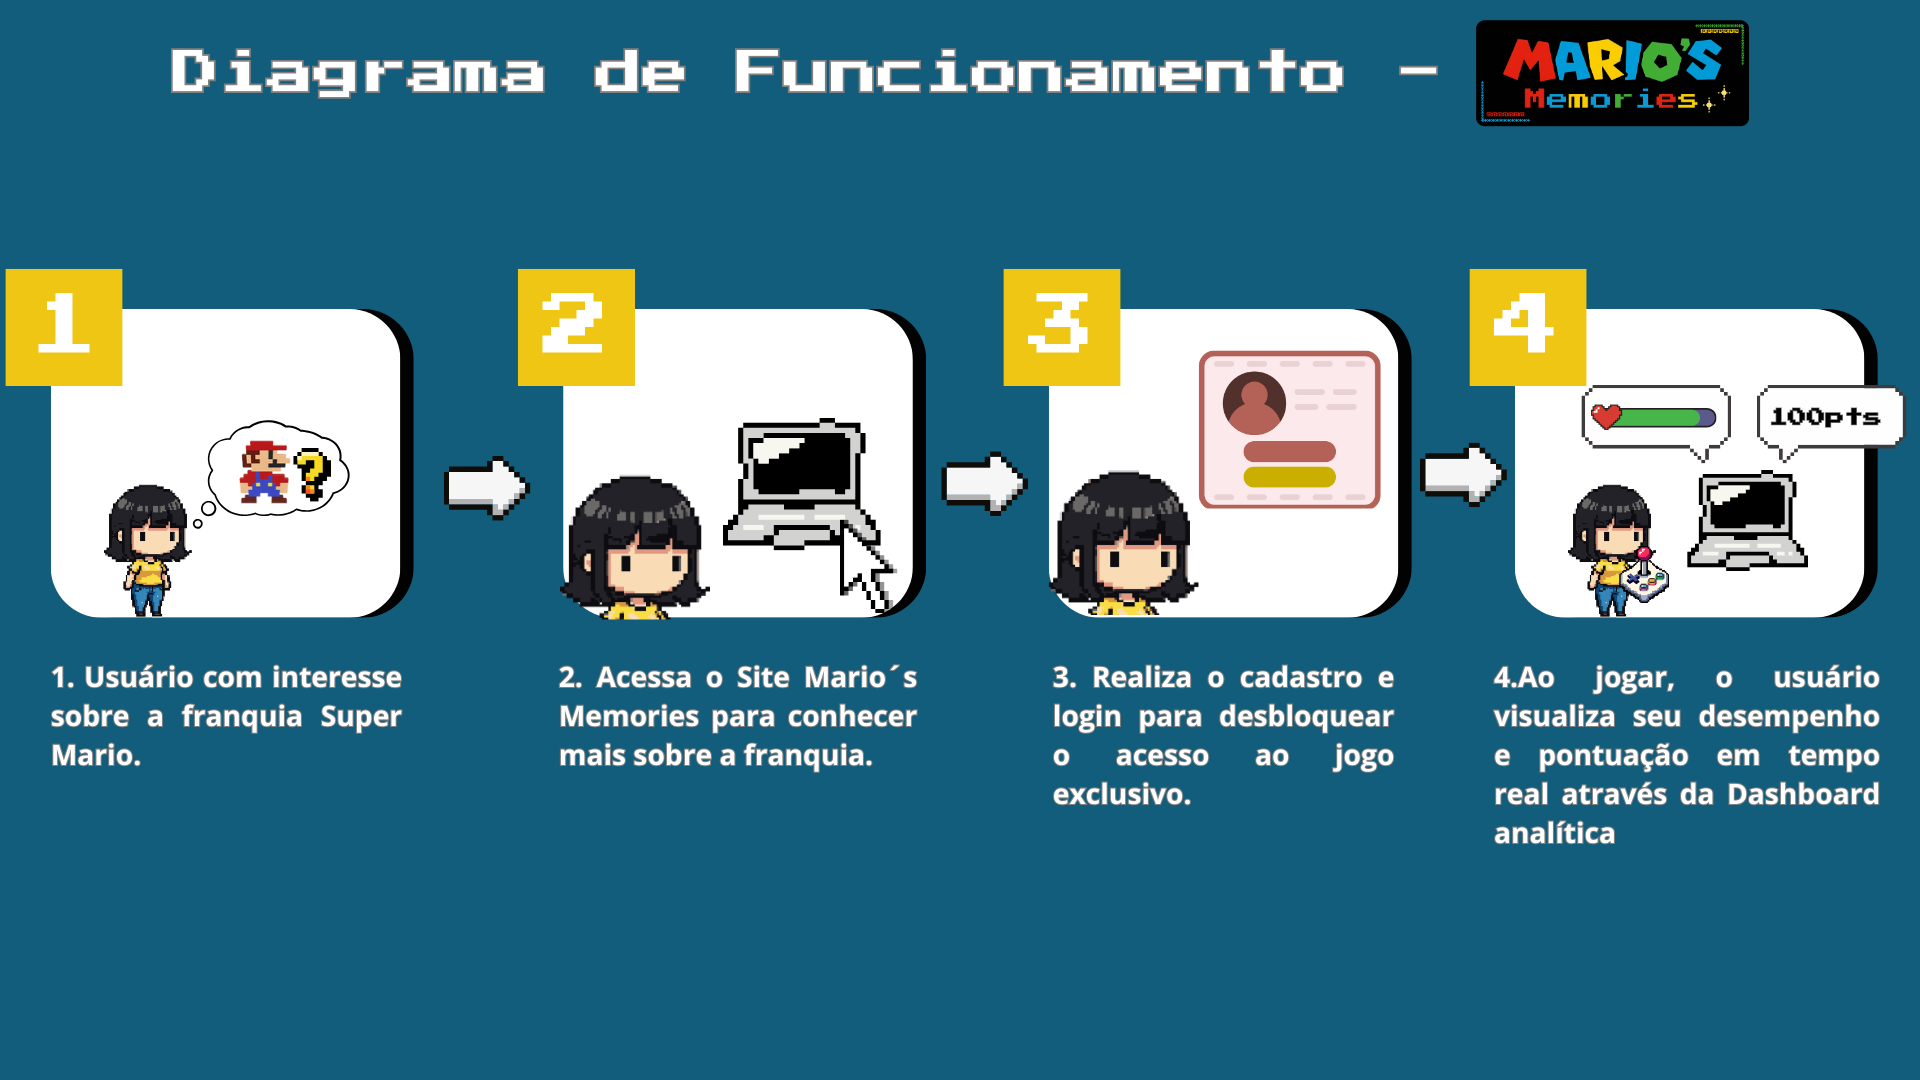 Diagrama de Funcionamento -
MARIO'S
Memories
1
2
3
4
100pts
1. Usuário com interesse
sobre a franquia Super
Mario.
2. Acessa o Site Mario´s
Memories para conhecer
mais sobre a franquia.
3. Realiza o cadastro e
login para desbloquear
o acesso ao jogo
exclusivo.
4.Ao jogar, o usuário
visualiza seu desempenho
e pontuação em tempo
real através da Dashboard
analítica